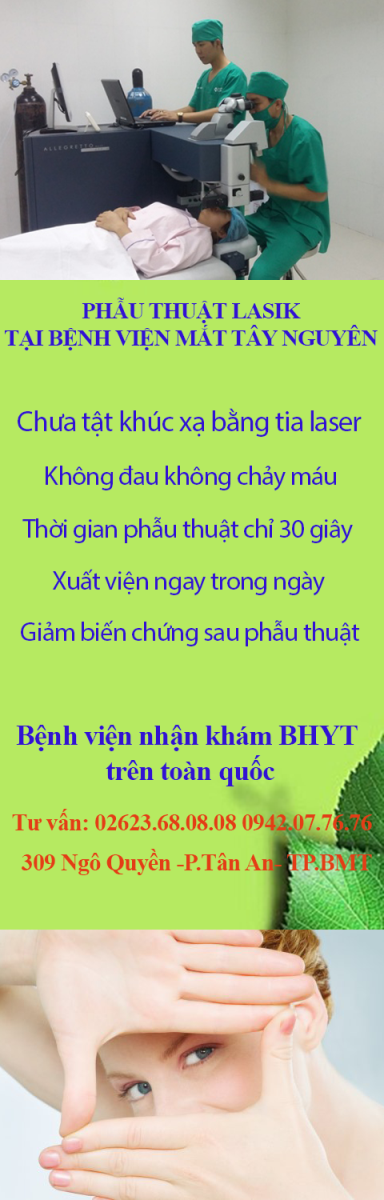 ALLEGRETTO
PHẪU THUẬT LASIK
TẠI BỆNH VIỆN MẮT TÂY NGUYÊN
Chưa tật khúc xạ bằng tia laser
Không đau không chảy máu
Thời gian phẫu thuật chỉ 30 giây
Xuất viện ngay trong ngày
Giảm biến chứng sau phẫu thuật
Bệnh viện nhận khám BHYT
trên toàn quốc
Tư vấn: 02623.68.08.08 0942.07.76.76
309 Ngô Quyền -P.Tân An- TP.BMT